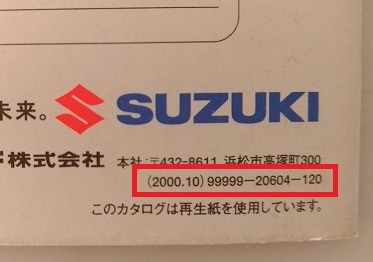 未来。 SUZUKI
株式会社 本社:〒432-8611 浜松市高塚町300
(2000.10) 99999-20604-120
このカタログは再生紙を使用しています。